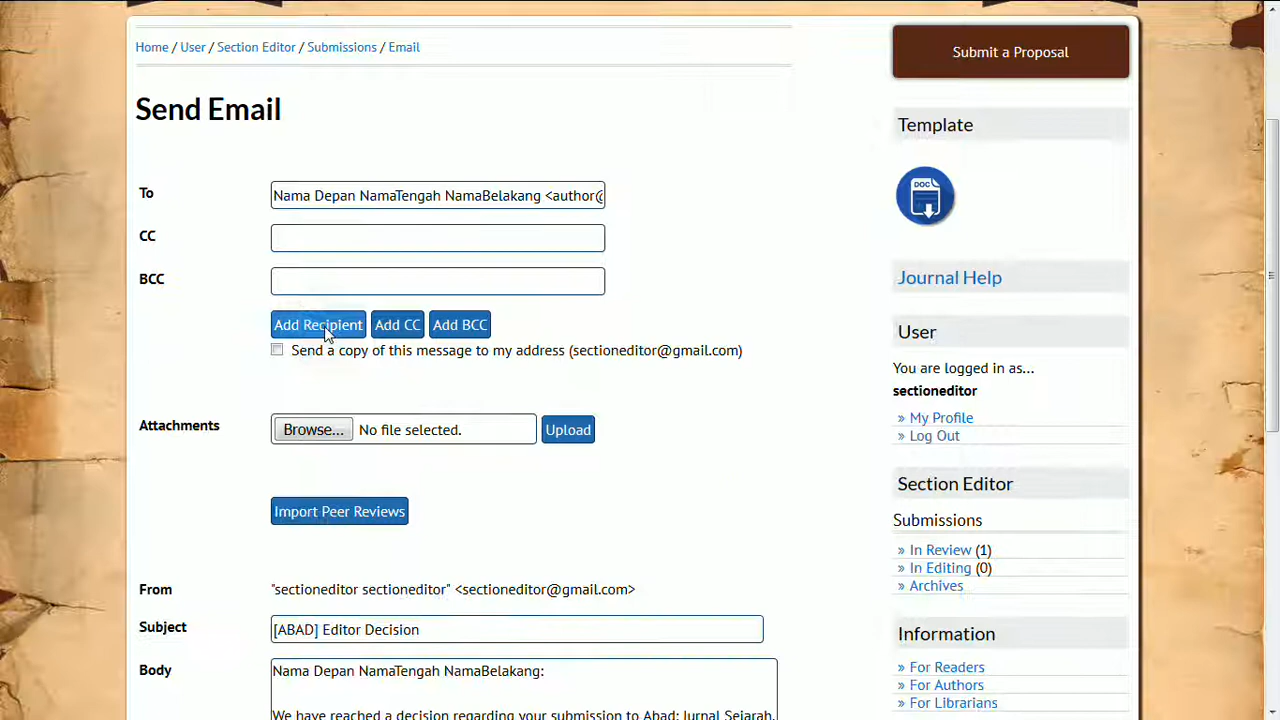 Home / User / Section Editor / Submissions / Email
Send Email
To
Nama Depan NamaTengah NamaBelakang <author@
CC
BCC
Add Recipient Add CC Add BCC
Send a copy of this message to my address (sectioneditor@gmail.com)
Attachments
Browse... No file selected. Upload
Import Peer Reviews
From
"sectioneditor sectioneditor" <sectioneditor@gmail.com>
Subject
[ABAD] Editor Decision
Body
Nama Depan NamaTengah NamaBelakang:
We have reached a decision regarding your submission to Abad: Jurnal Sejarah,
Submit a Proposal
Template
DOC
Journal Help
User
You are logged in as...
sectioneditor
» My Profile
» Log Out
Section Editor
Submissions
» In Review (1)
» In Editing (0)
» Archives
Information
» For Readers
» For Authors
» For Librarians